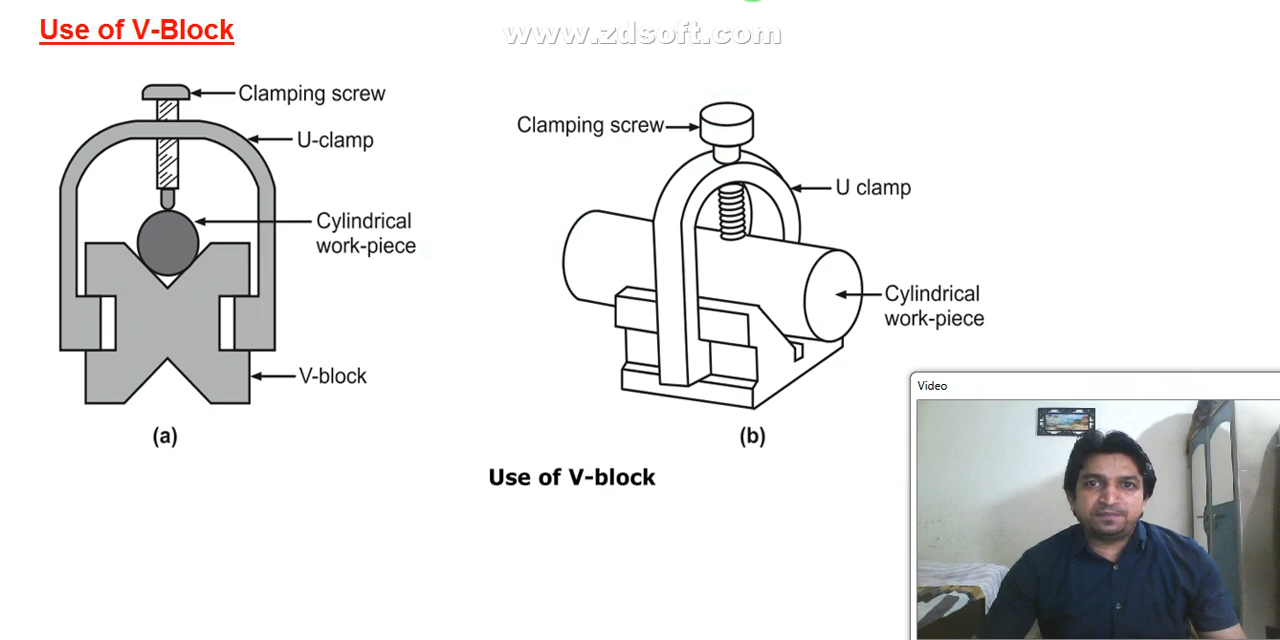 Use of V-Block
www.zdsoft.com
Clamping screw
U-clamp
Cylindrical
work-piece
V-block
(a)
Clamping screw
U clamp
Cylindrical
work-piece
(b)
Use of V-block
Video